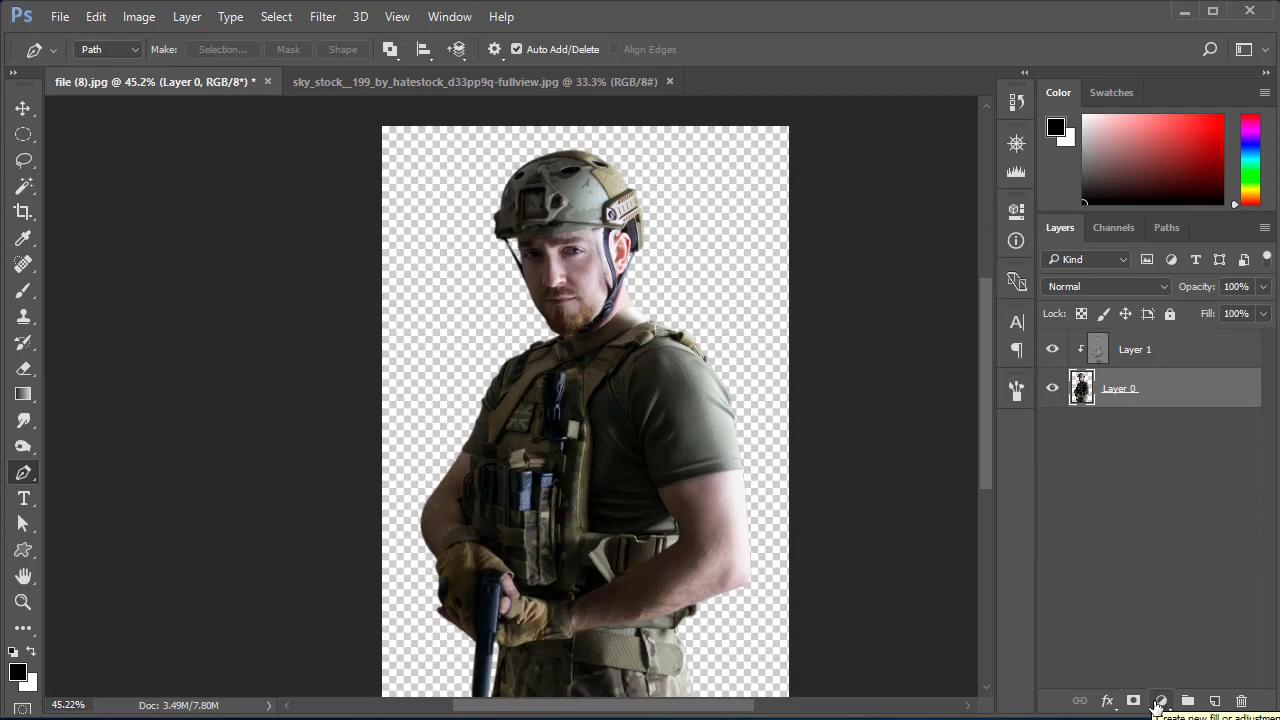 Ps File Edit Image Layer Type Select Filter 3D View Window Help
Path Make: Selection... Mask Shape Auto Add/Delete Align Edges
file (8).jpg @ 45.2% (Layer 0, RGB/8*) * × sky_stock__199_by_hatestock_d33pp9q-fullview.jpg @ 33.3% (RGB/8#) ×
Color Swatches
Layers Channels Paths
Kind
Normal Opacity: 100%
Lock: Fill: 100%
Layer 1
Layer 0
45.22% Doc: 3.49M/7.80M
fx
Create new fill or adjustmen